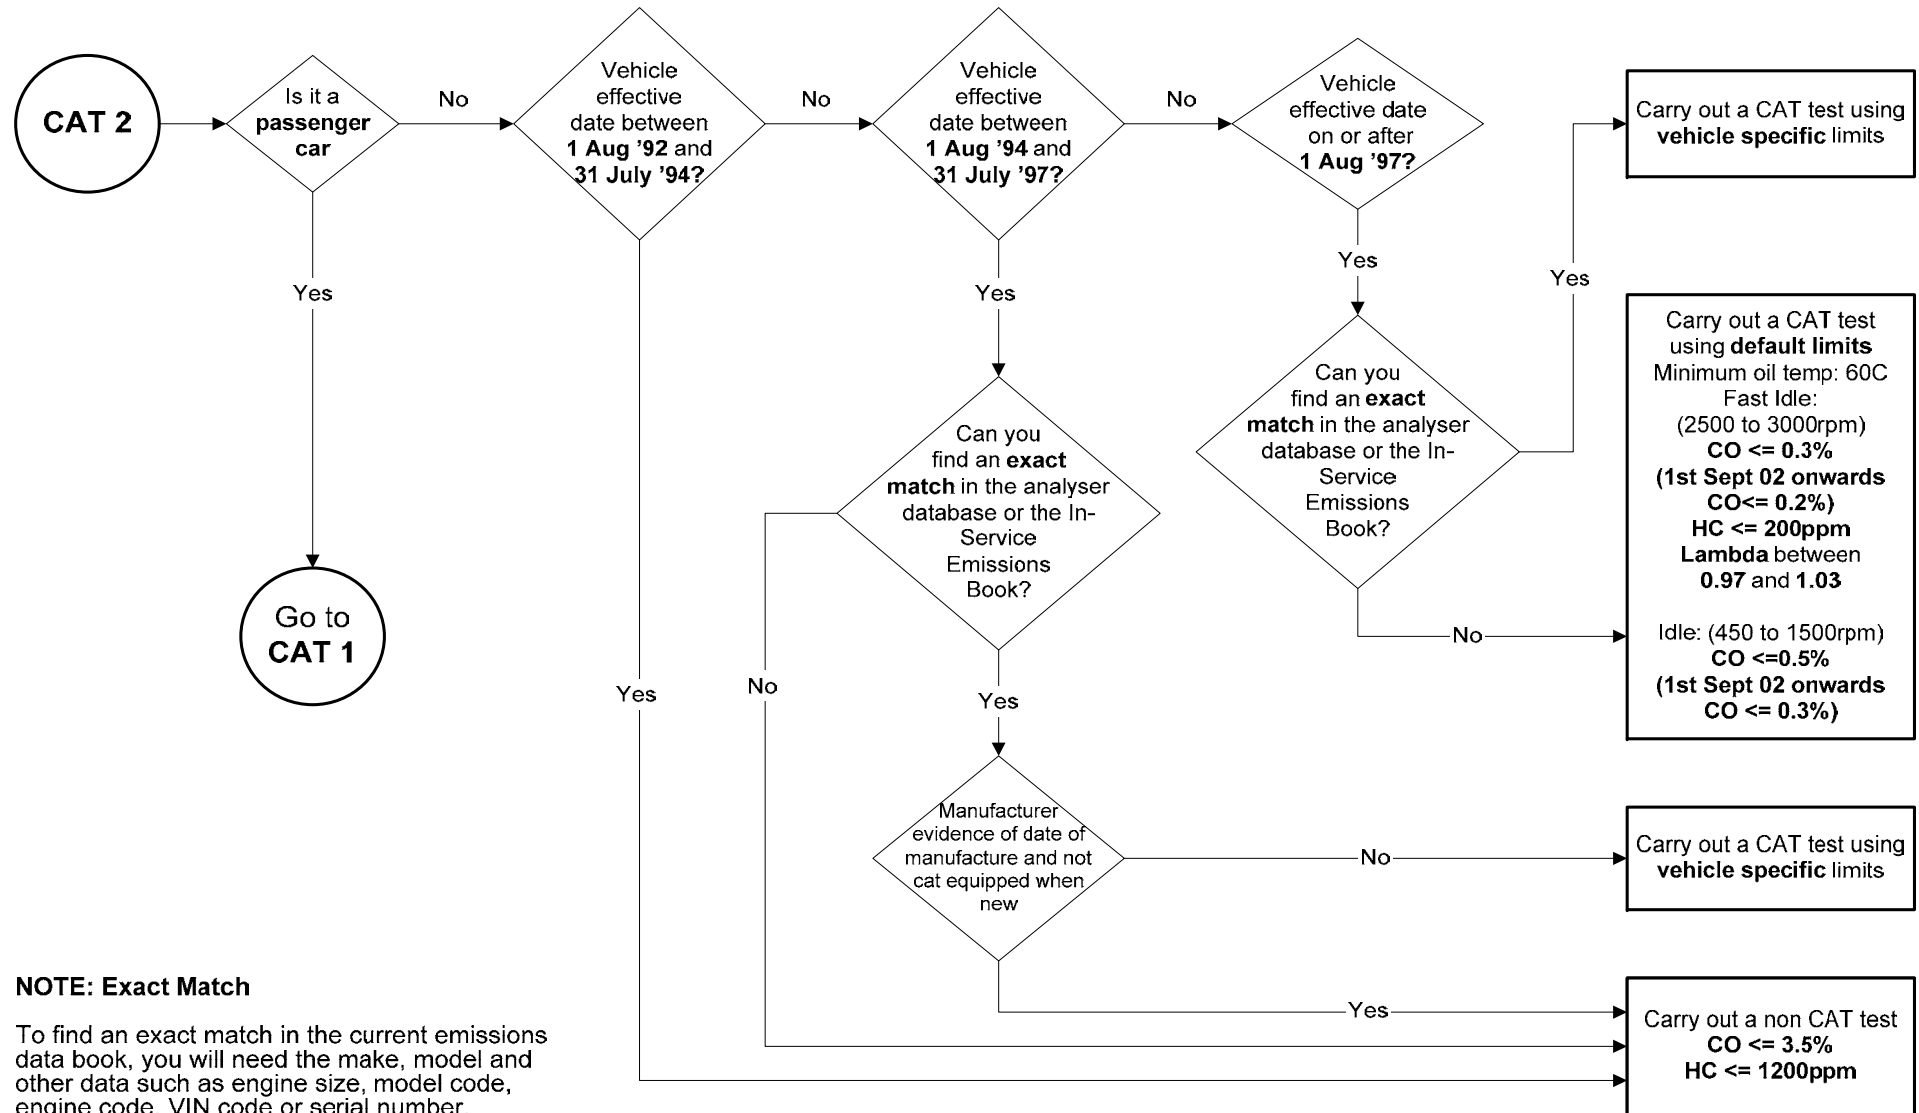 CAT 2
Is it a
passenger
car
No
Vehicle
effective
date between
1 Aug '92 and
31 July '94?
No
Vehicle
effective
date between
1 Aug '94 and
31 July '97?
No
Vehicle
effective date
on or after
1 Aug '97?
Carry out a CAT test using
vehicle specific limits
Yes
Yes
Yes
Yes
Go to
CAT 1
Can you
find an exact
match in the analyser
database or the In-
Service
Emissions
Book?
Can you
find an exact
match in the analyser
database or the In-
Service
Emissions
Book?
Carry out a CAT test
using default limits
Minimum oil temp: 60C
Fast Idle:
(2500 to 3000rpm)
CO <= 0.3%
(1st Sept 02 onwards
CO<= 0.2%)
HC <= 200ppm
Lambda between
0.97 and 1.03
Idle: (450 to 1500rpm)
CO <=0.5%
(1st Sept 02 onwards
CO <= 0.3%)
No
Yes
No
Yes
Manufacturer
evidence of date of
manufacture and not
cat equipped when
new
No
Carry out a CAT test using
vehicle specific limits
Yes
Carry out a non CAT test
CO <= 3.5%
HC <= 1200ppm
NOTE: Exact Match
To find an exact match in the current emissions
data book, you will need the make, model and
other data such as engine size, model code,
engine code, VIN code or serial number.